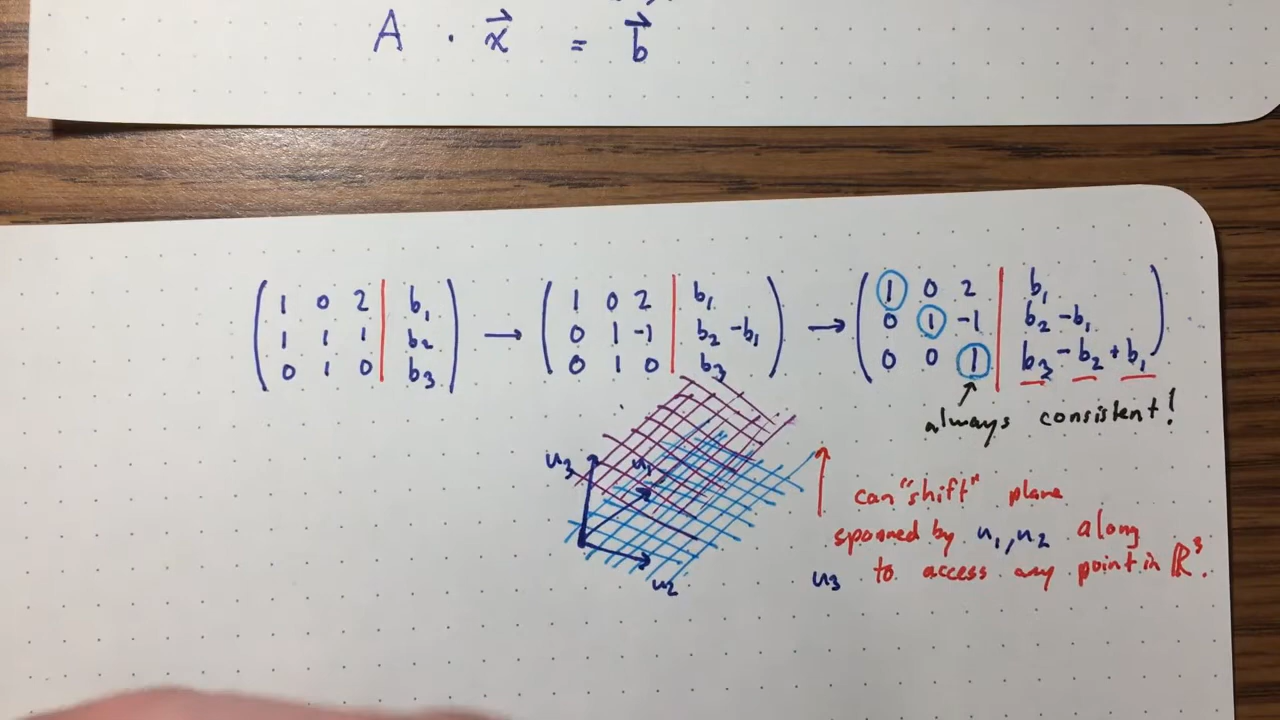 A · x⃗ = b⃗
( 1 0 2 | b₁ ) → ( 1 0 2 | b₁ ) → ( 1 0 2 | b₁ )
( 1 1 1 | b₂ ) ( 0 1 -1 | b₂ - b₁ ) ( 0 1 -1 | b₂ - b₁ )
( 0 1 0 | b₃ ) ( 0 1 0 | b₃ ) ( 0 0 1 | b₃ - b₂ + b₁ )
always consistent!
u₃
u₁
u₂
can "shift" plane
spanned by u₁, u₂ along
u₃ to access any point in ℝ³.